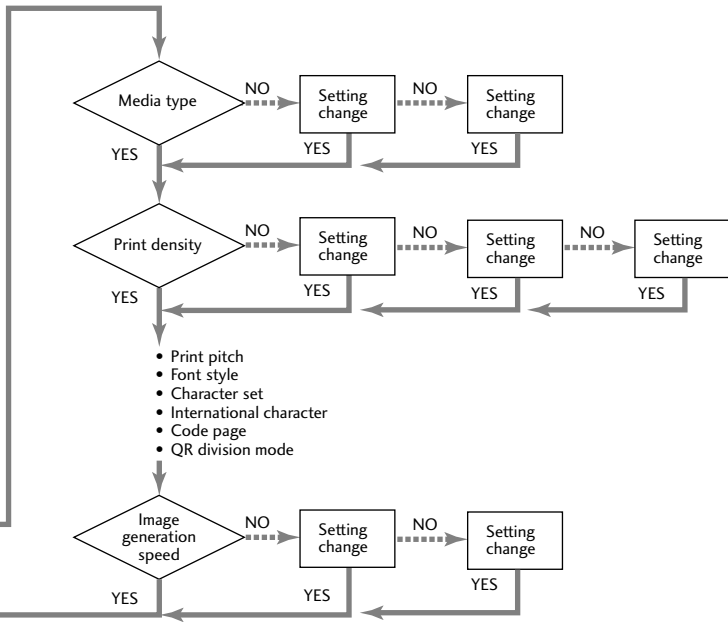 Media type
NO
Setting
change
NO
Setting
change
YES
YES
YES
Print density
NO
Setting
change
NO
Setting
change
NO
Setting
change
YES
YES
YES
YES
• Print pitch
• Font style
• Character set
• International character
• Code page
• QR division mode
Image
generation
speed
NO
Setting
change
NO
Setting
change
YES
YES
YES